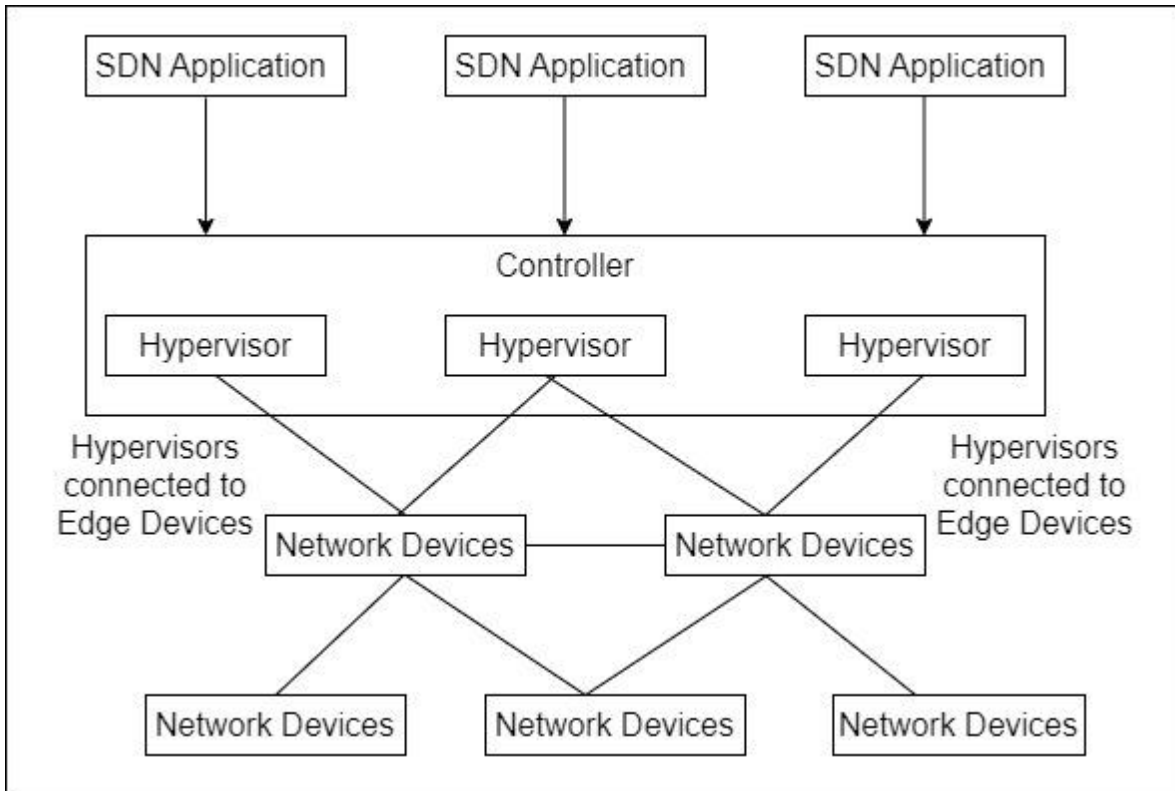 SDN Application
SDN Application
SDN Application
Controller
Hypervisor
Hypervisor
Hypervisor
Hypervisors
connected to
Edge Devices
Hypervisors
connected to
Edge Devices
Network Devices
Network Devices
Network Devices
Network Devices
Network Devices